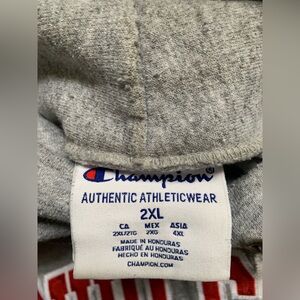 Champion
AUTHENTIC ATHLETICWEAR
2XL
CA MEX ASIA
2XL/2TG 2XG 4XL
MADE IN HONDURAS
FABRIQUÉ AU HONDURAS
HECHO EN HONDURAS
CHAMPION.COM